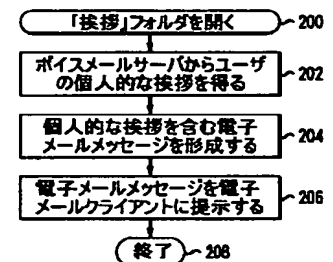 「挨拶」フォルダを開く 200
ボイスメールサーバからユーザ
の個人的な挨拶を得る 202
個人的な挨拶を含む電子
メールメッセージを形成する 204
電子メールメッセージを電子
メールクライアントに提示する 206
終了 208